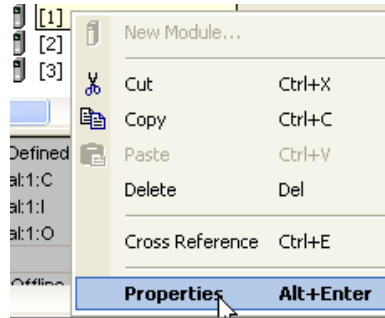 [1]
New Module...
[2]
[3]
Cut Ctrl+X
Copy Ctrl+C
Defined
Paste Ctrl+V
al:1:C
Delete Del
al:1:I
al:1:O
Cross Reference Ctrl+E
Offline
Properties Alt+Enter